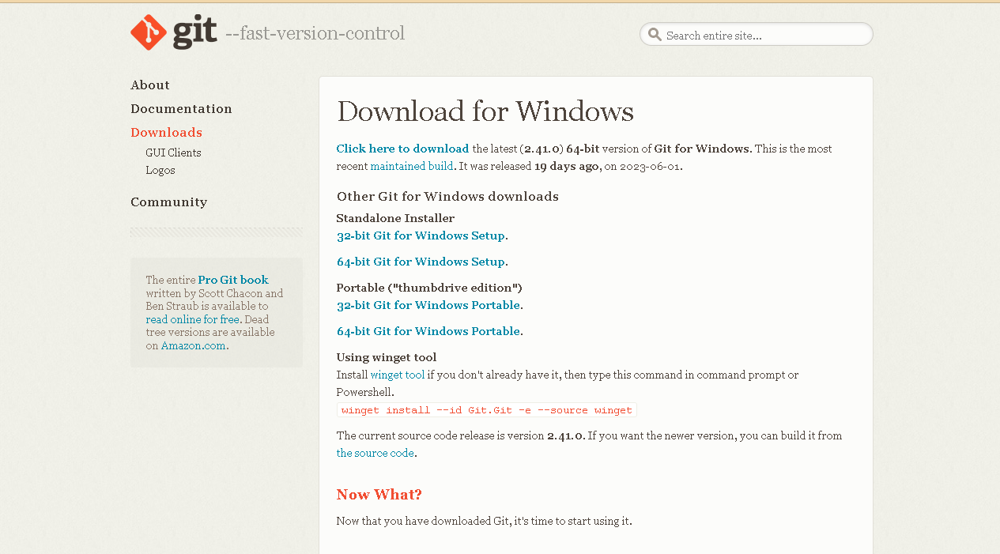 git --fast-version-control
Search entire site...
About
Documentation
Downloads
GUI Clients
Logos
Community
The entire Pro Git book
written by Scott Chacon and
Ben Straub is available to
read online for free. Dead
tree versions are available
on Amazon.com.
Download for Windows
Click here to download the latest (2.41.0) 64-bit version of Git for Windows. This is the most
recent maintained build. It was released 19 days ago, on 2023-06-01.
Other Git for Windows downloads
Standalone Installer
32-bit Git for Windows Setup.
64-bit Git for Windows Setup.
Portable ("thumbdrive edition")
32-bit Git for Windows Portable.
64-bit Git for Windows Portable.
Using winget tool
Install winget tool if you don't already have it, then type this command in command prompt or
Powershell.
winget install --id Git.Git -e --source winget
The current source code release is version 2.41.0. If you want the newer version, you can build it from
the source code.
Now What?
Now that you have downloaded Git, it's time to start using it.